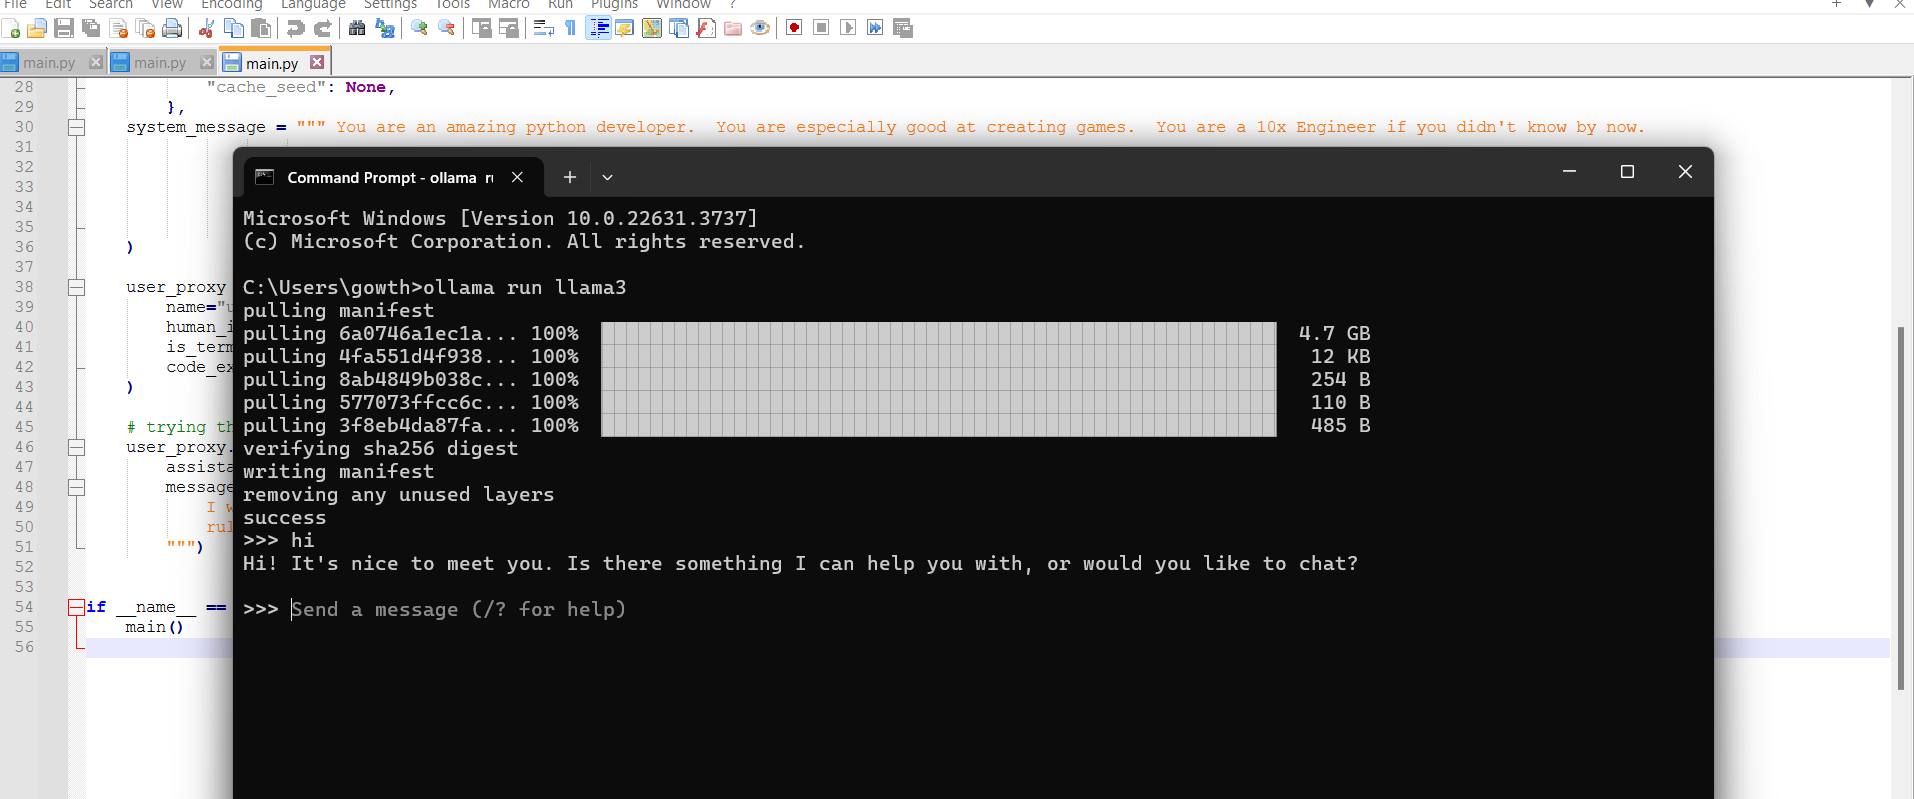 File Edit Search View Encoding Language Settings Tools Macro Run Plugins Window ?
main.py main.py main.py
28 "cache_seed": None,
29 },
30 system_message = """ You are an amazing python developer.  You are especially good at creating games.  You are a 10x Engineer if you didn't know by now.
31
32
33
34
35
36 )
37
38 user_proxy
39 name="u
40 human_i
41 is_term
42 code_ex
43 )
44
45 # trying th
46 user_proxy.
47 assista
48 message
49 I w
50 rul
51 """)
52
53
54 if __name__ ==
55 main()
56
Command Prompt - ollama ru
Microsoft Windows [Version 10.0.22631.3737]
(c) Microsoft Corporation. All rights reserved.
C:\Users\gowth>ollama run llama3
pulling manifest
pulling 6a0746a1ec1a... 100% 4.7 GB
pulling 4fa551d4f938... 100% 12 KB
pulling 8ab4849b038c... 100% 254 B
pulling 577073ffcc6c... 100% 110 B
pulling 3f8eb4da87fa... 100% 485 B
verifying sha256 digest
writing manifest
removing any unused layers
success
>>> hi
Hi! It's nice to meet you. Is there something I can help you with, or would you like to chat?
>>> Send a message (/? for help)